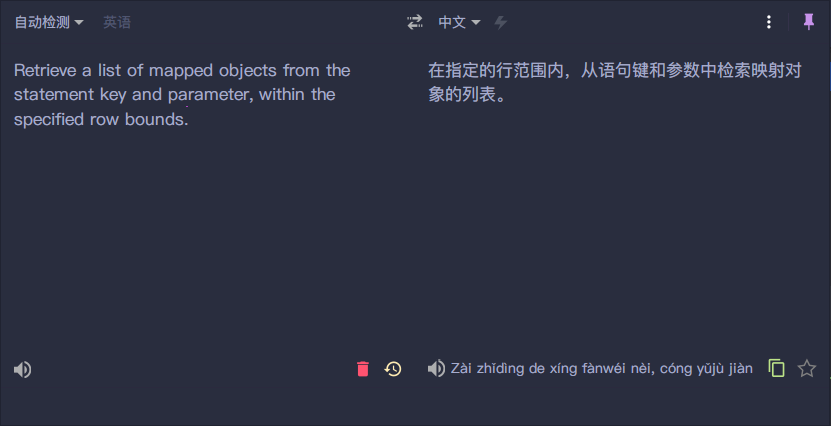 自动检测
英语
中文
Retrieve a list of mapped objects from the
statement key and parameter, within the
specified row bounds.
在指定的行范围内，从语句键和参数中检索映射对
象的列表。
Zài zhǐdìng de xíng fànwéi nèi, cóng yǔjù jiàn